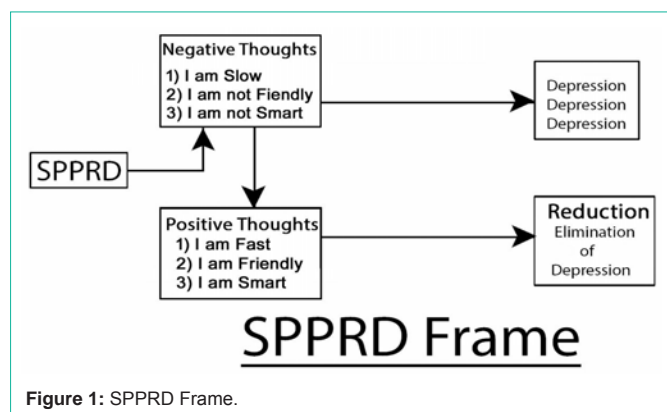 Negative Thoughts
1) I am Slow
2) I am not Fiendly
3) I am not Smart
Depression
Depression
Depression
SPPRD
Positive Thoughts
1) I am Fast
2) I am Friendly
3) I am Smart
Reduction
Elimination
of
Depression
SPPRD Frame
Figure 1: SPPRD Frame.